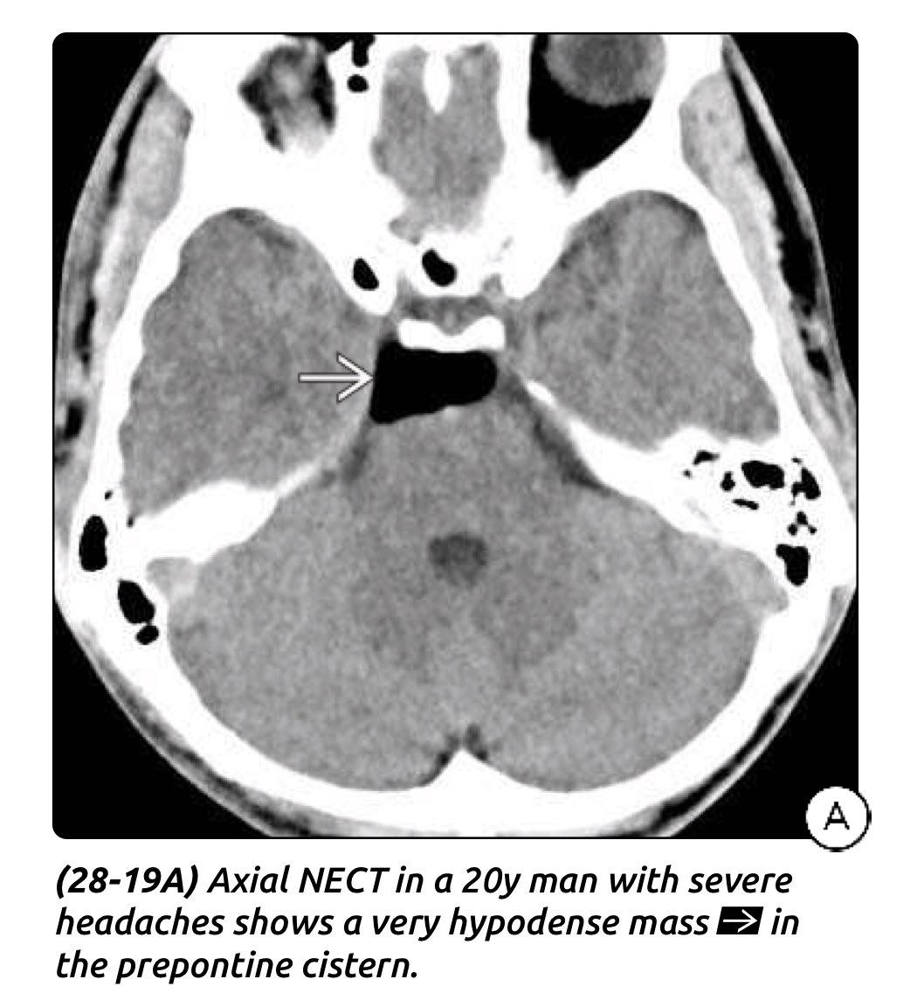 A
(28-19A) Axial NECT in a 20y man with severe
headaches shows a very hypodense mass ➡ in
the prepontine cistern.